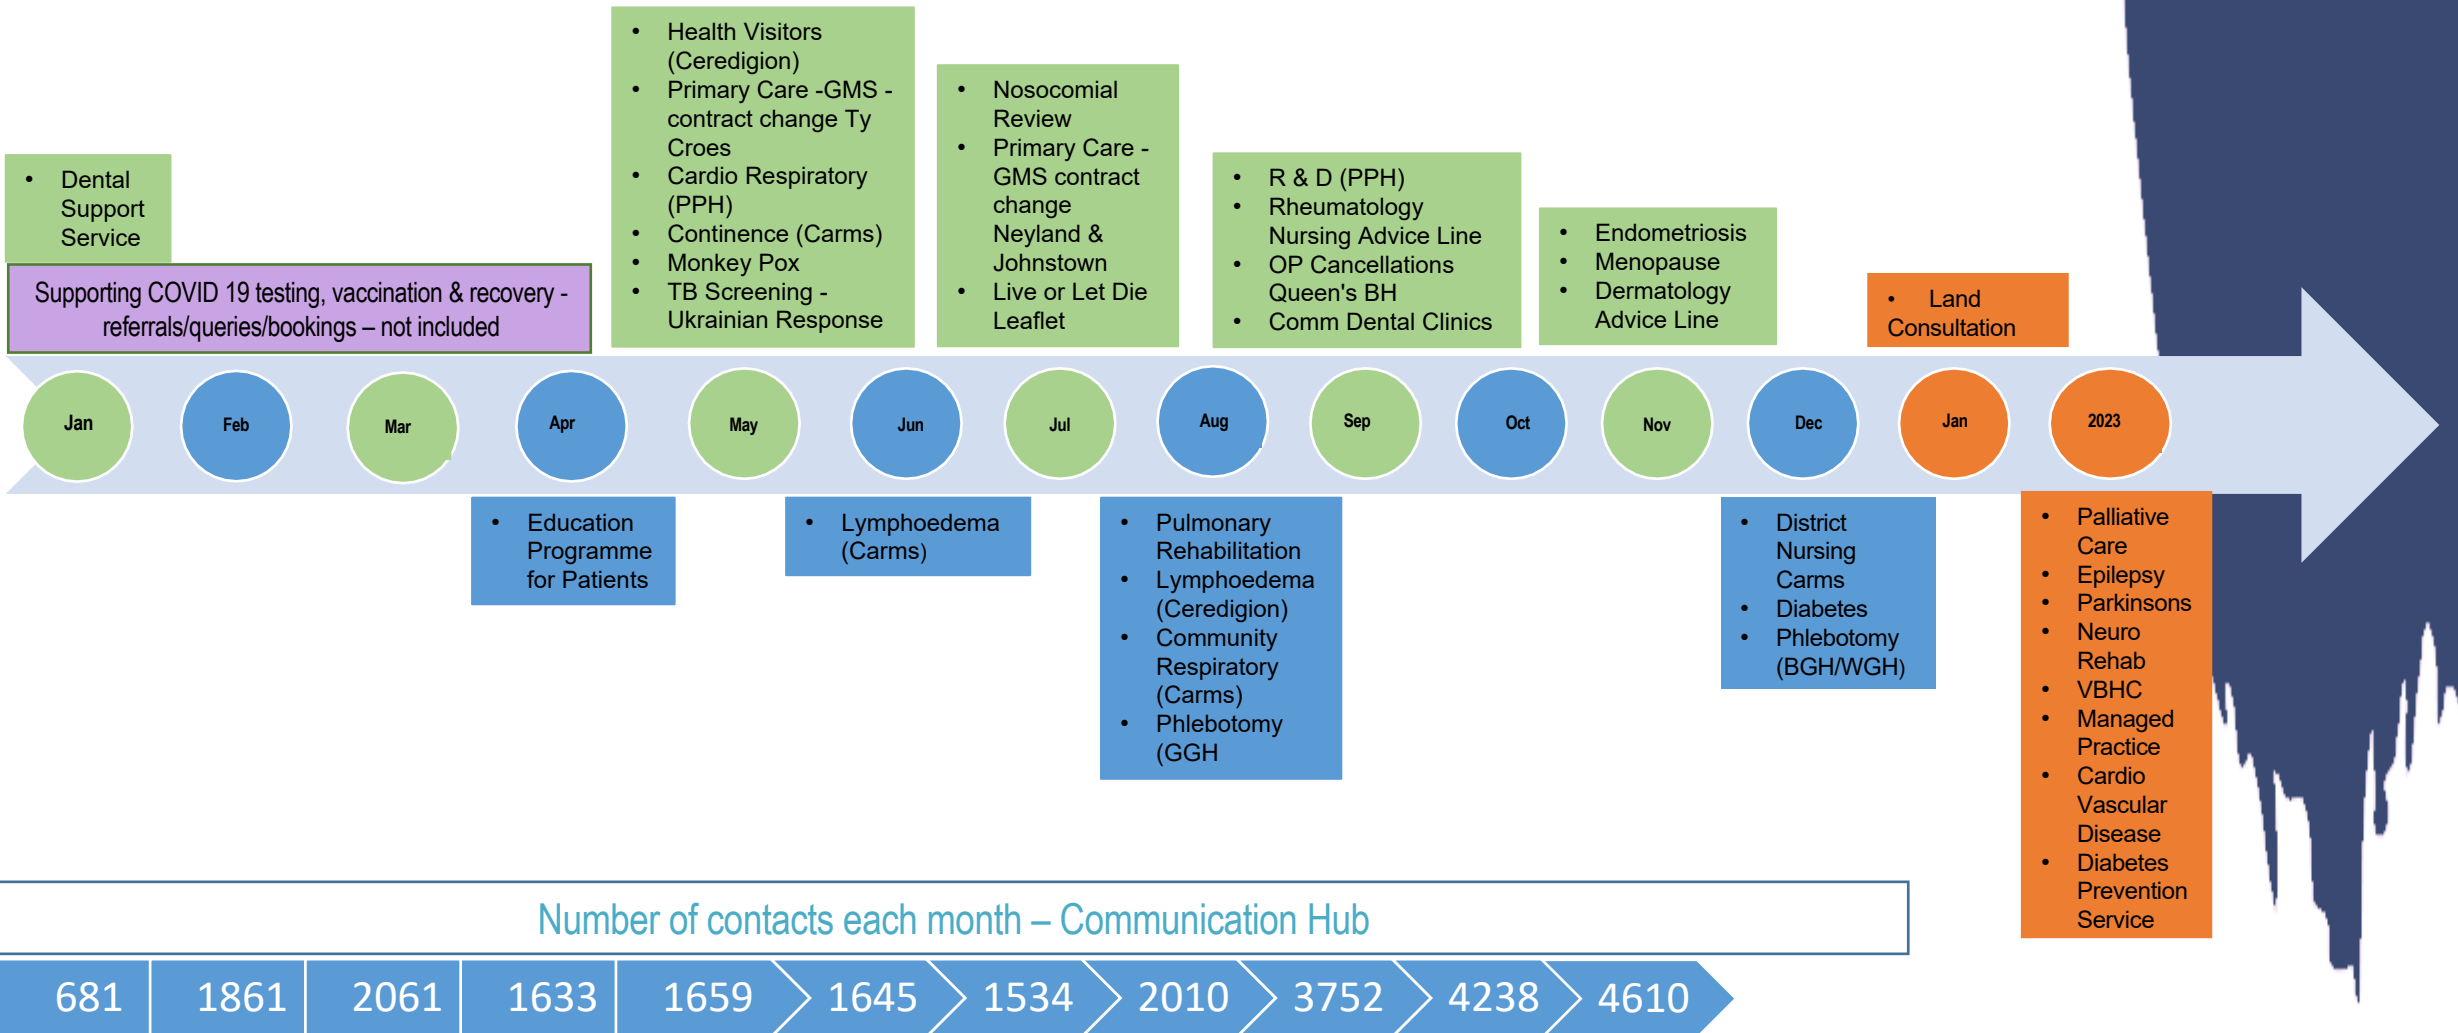 • Dental
Support
Service
Supporting COVID 19 testing, vaccination & recovery -
referrals/queries/bookings – not included
• Health Visitors
(Ceredigion)
• Primary Care -GMS -
contract change Ty
Croes
• Cardio Respiratory
(PPH)
• Continence (Carms)
• Monkey Pox
• TB Screening -
Ukrainian Response
• Nosocomial
Review
• Primary Care -
GMS contract
change
Neyland &
Johnstown
• Live or Let Die
Leaflet
• R & D (PPH)
• Rheumatology
Nursing Advice Line
• OP Cancellations
Queen's BH
• Comm Dental Clinics
• Endometriosis
• Menopause
• Dermatology
Advice Line
• Land
Consultation
Jan
Feb
Mar
Apr
May
Jun
Jul
Aug
Sep
Oct
Nov
Dec
Jan
2023
• Education
Programme
for Patients
• Lymphoedema
(Carms)
• Pulmonary
Rehabilitation
• Lymphoedema
(Ceredigion)
• Community
Respiratory
(Carms)
• Phlebotomy
(GGH
• District
Nursing
Carms
• Diabetes
• Phlebotomy
(BGH/WGH)
• Palliative
Care
• Epilepsy
• Parkinsons
• Neuro
Rehab
• VBHC
• Managed
Practice
• Cardio
Vascular
Disease
• Diabetes
Prevention
Service
Number of contacts each month – Communication Hub
681
1861
2061
1633
1659
1645
1534
2010
3752
4238
4610